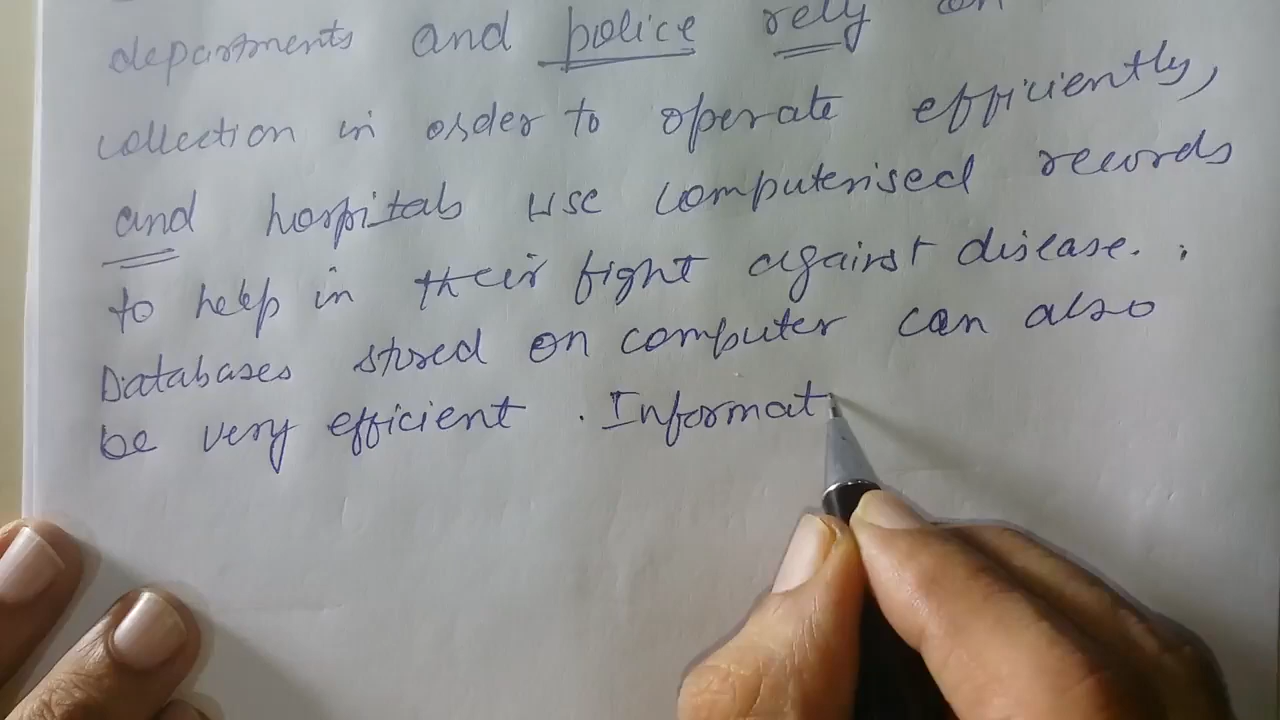 departments and police rely on
collection in order to operate efficiently,
and hospitals use computerised records
to help in their fight against disease.
Databases stored on computer can also
be very efficient. Informat